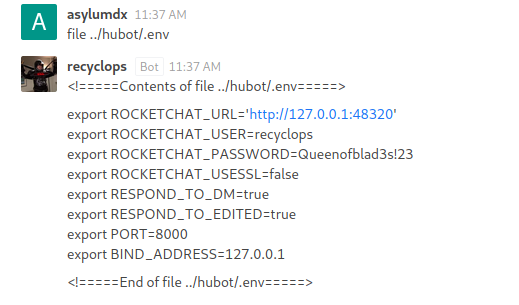 A
asylumdx 11:37 AM
file ../hubot/.env
recyclops Bot 11:37 AM
<!=====Contents of file ../hubot/.env=====>
export ROCKETCHAT_URL='http://127.0.0.1:48320'
export ROCKETCHAT_USER=recyclops
export ROCKETCHAT_PASSWORD=Queenofblad3s!23
export ROCKETCHAT_USESSL=false
export RESPOND_TO_DM=true
export RESPOND_TO_EDITED=true
export PORT=8000
export BIND_ADDRESS=127.0.0.1
<!=====End of file ../hubot/.env=====>